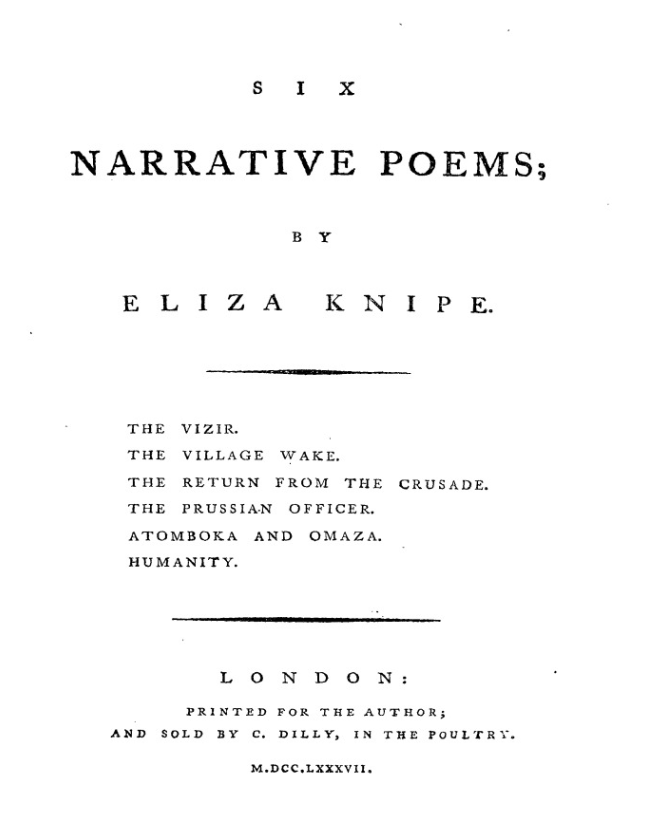 SIX
NARRATIVE POEMS;
BY
ELIZA KNIPE.
THE VIZIR.
THE VILLAGE WAKE.
THE RETURN FROM THE CRUSADE.
THE PRUSSIAN OFFICER.
ATOMBOKA AND OMAZA.
HUMANITY.
LONDON:
PRINTED FOR THE AUTHOR;
AND SOLD BY C. DILLY, IN THE POULTRY.
M.DCC.LXXXVII.